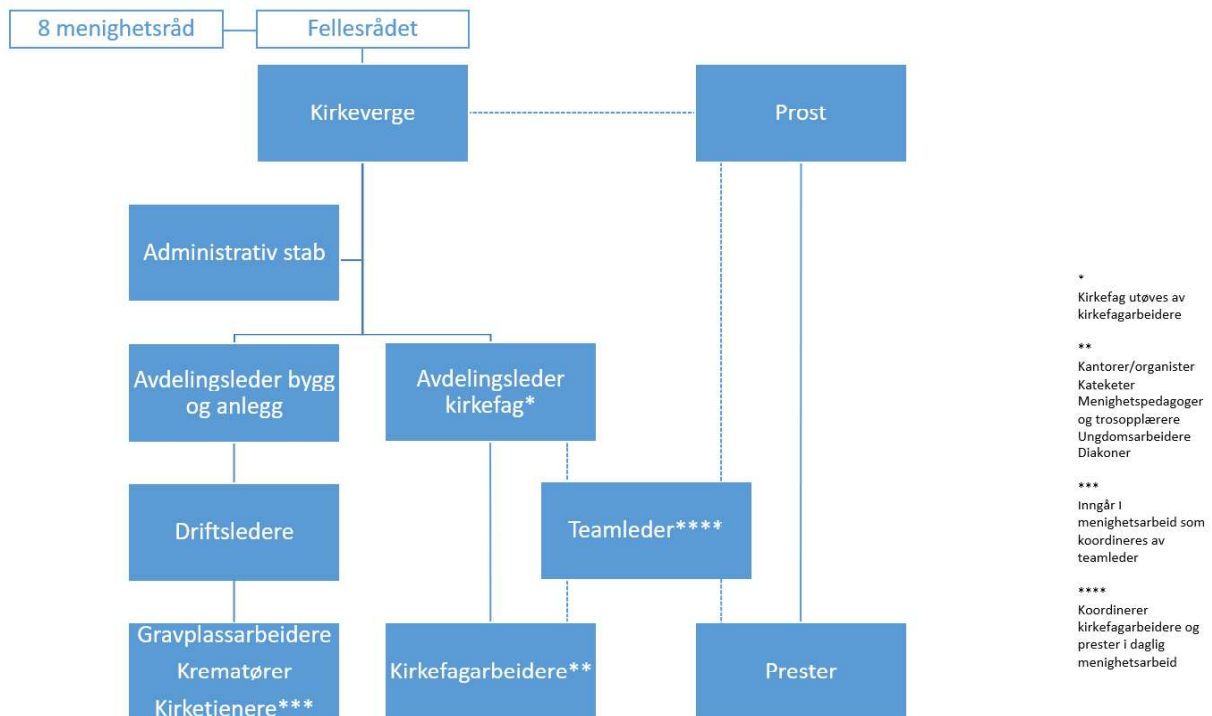 8 menighetsråd
Fellesrådet
Kirkeverge
Prost
Administrativ stab
Avdelingsleder bygg
og anlegg
Avdelingsleder
kirkefag*
Driftsledere
Teamleder****
Gravplassarbeidere
Krematører
Kirketjenere***
Kirkefagarbeidere**
Prester
*
Kirkefag utøves av
kirkefagarbeidere
**
Kantorer/organister
Kateketer
Menighetspedagoger
og trosopplærere
Ungdomsarbeidere
Diakoner
***
Inngår I
menighetsarbeid som
koordineres av
teamleder
****
Koordinerer
kirkefagarbeidere og
prester i daglig
menighetsarbeid